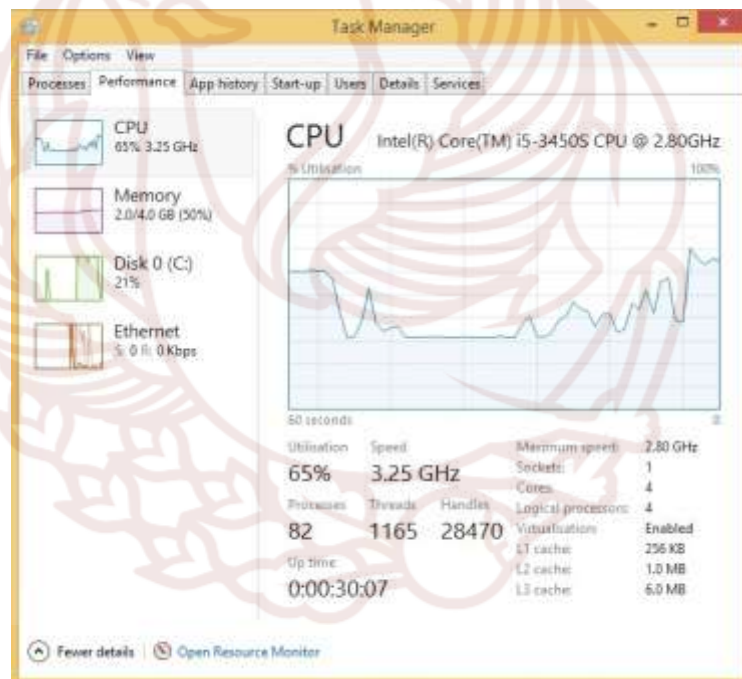 Task Manager
File Options View
Processes Performance App history Start-up Users Details Services
CPU
65% 3.25 GHz
Memory
2.0/4.0 GB (50%)
Disk 0 (C:)
21%
Ethernet
S: 0 R: 0 Kbps
CPU Intel(R) Core(TM) i5-3450S CPU @ 2.80GHz
% Utilisation 100%
60 seconds 0
Utilisation Speed
65% 3.25 GHz
Processes Threads Handles
82 1165 28470
Up time
0:00:30:07
Maximum speed: 2.80 GHz
Sockets: 1
Cores: 4
Logical processors: 4
Virtualisation: Enabled
L1 cache: 256 KB
L2 cache: 1.0 MB
L3 cache: 6.0 MB
Fewer details Open Resource Monitor